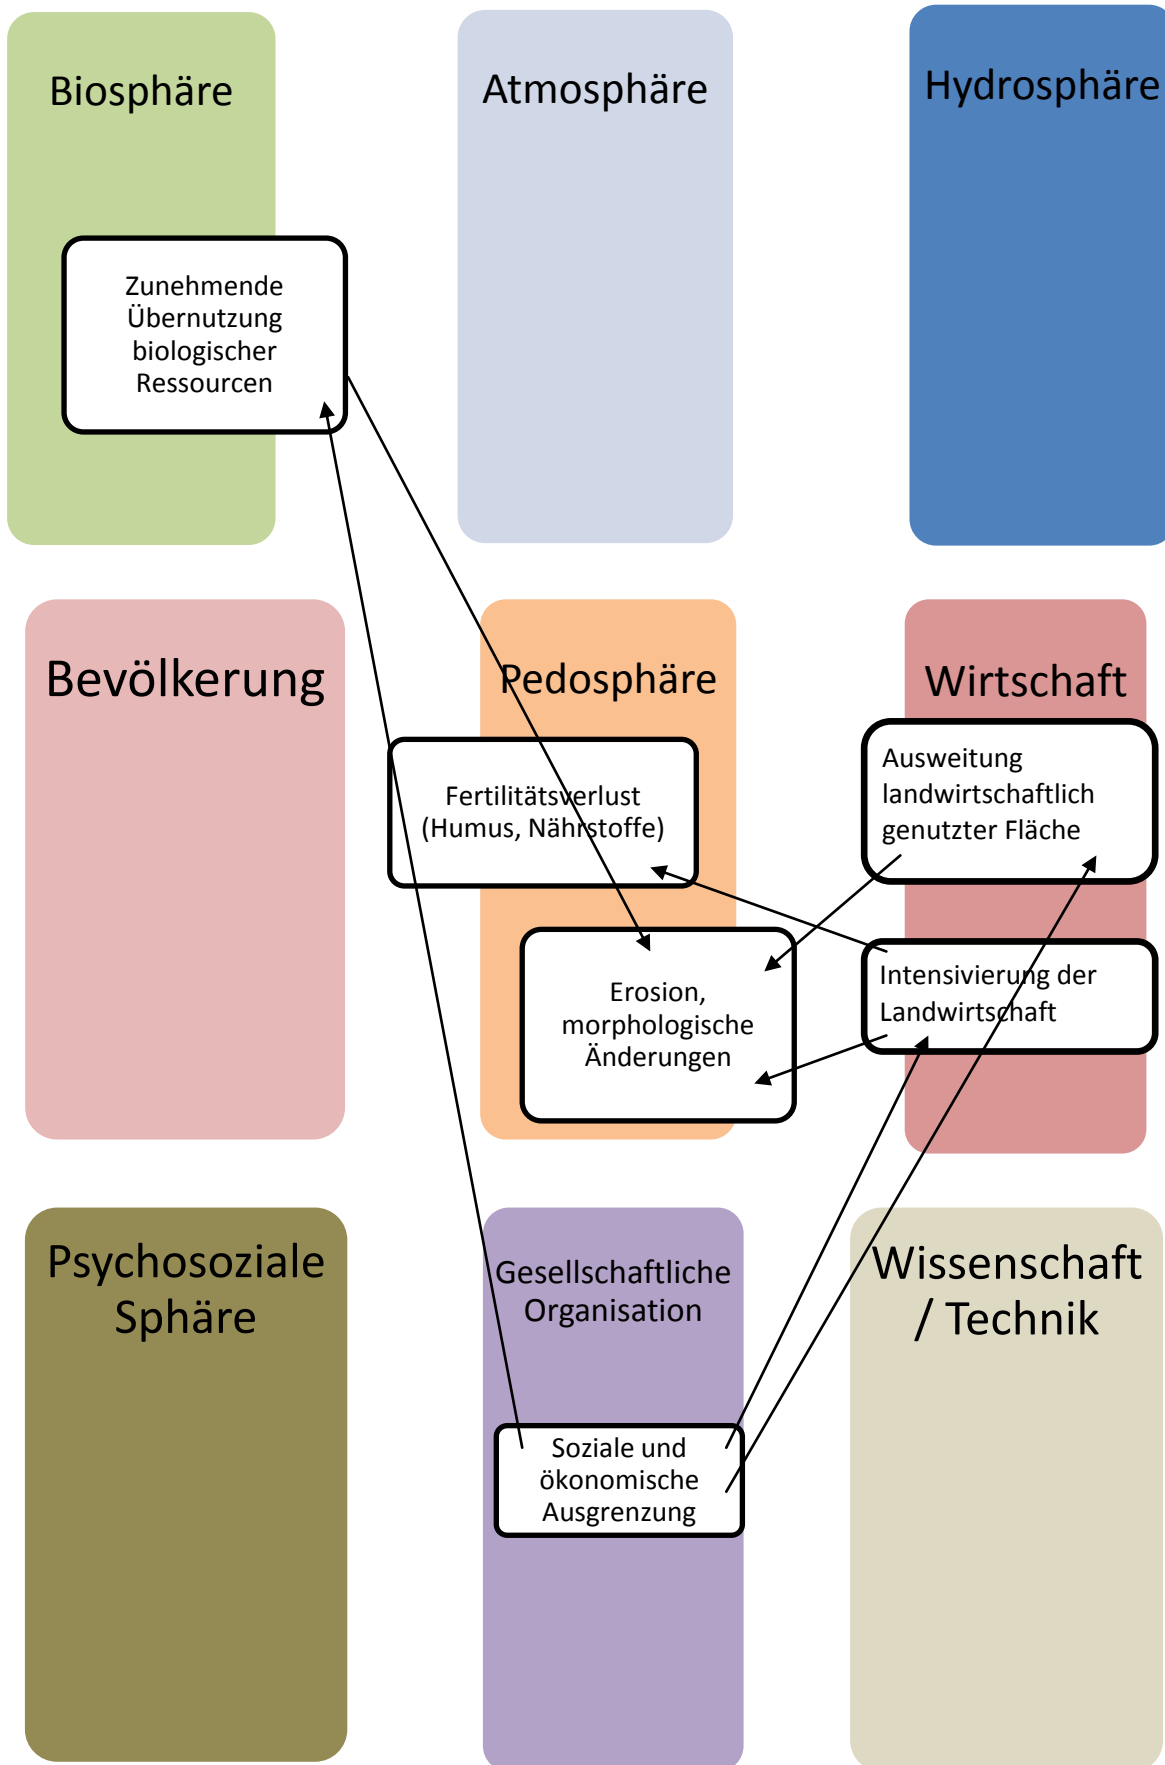 Biosphäre
Atmosphäre
Hydrosphäre
Zunehmende
Übernutzung
biologischer
Ressourcen
Bevölkerung
Pedosphäre
Wirtschaft
Fertilitätsverlust
(Humus, Nährstoffe)
Ausweitung
landwirtschaftlich
genutzter Fläche
Erosion,
morphologische
Änderungen
Intensivierung der
Landwirtschaft
Psychosoziale
Sphäre
Gesellschaftliche
Organisation
Wissenschaft
/ Technik
Soziale und
ökonomische
Ausgrenzung